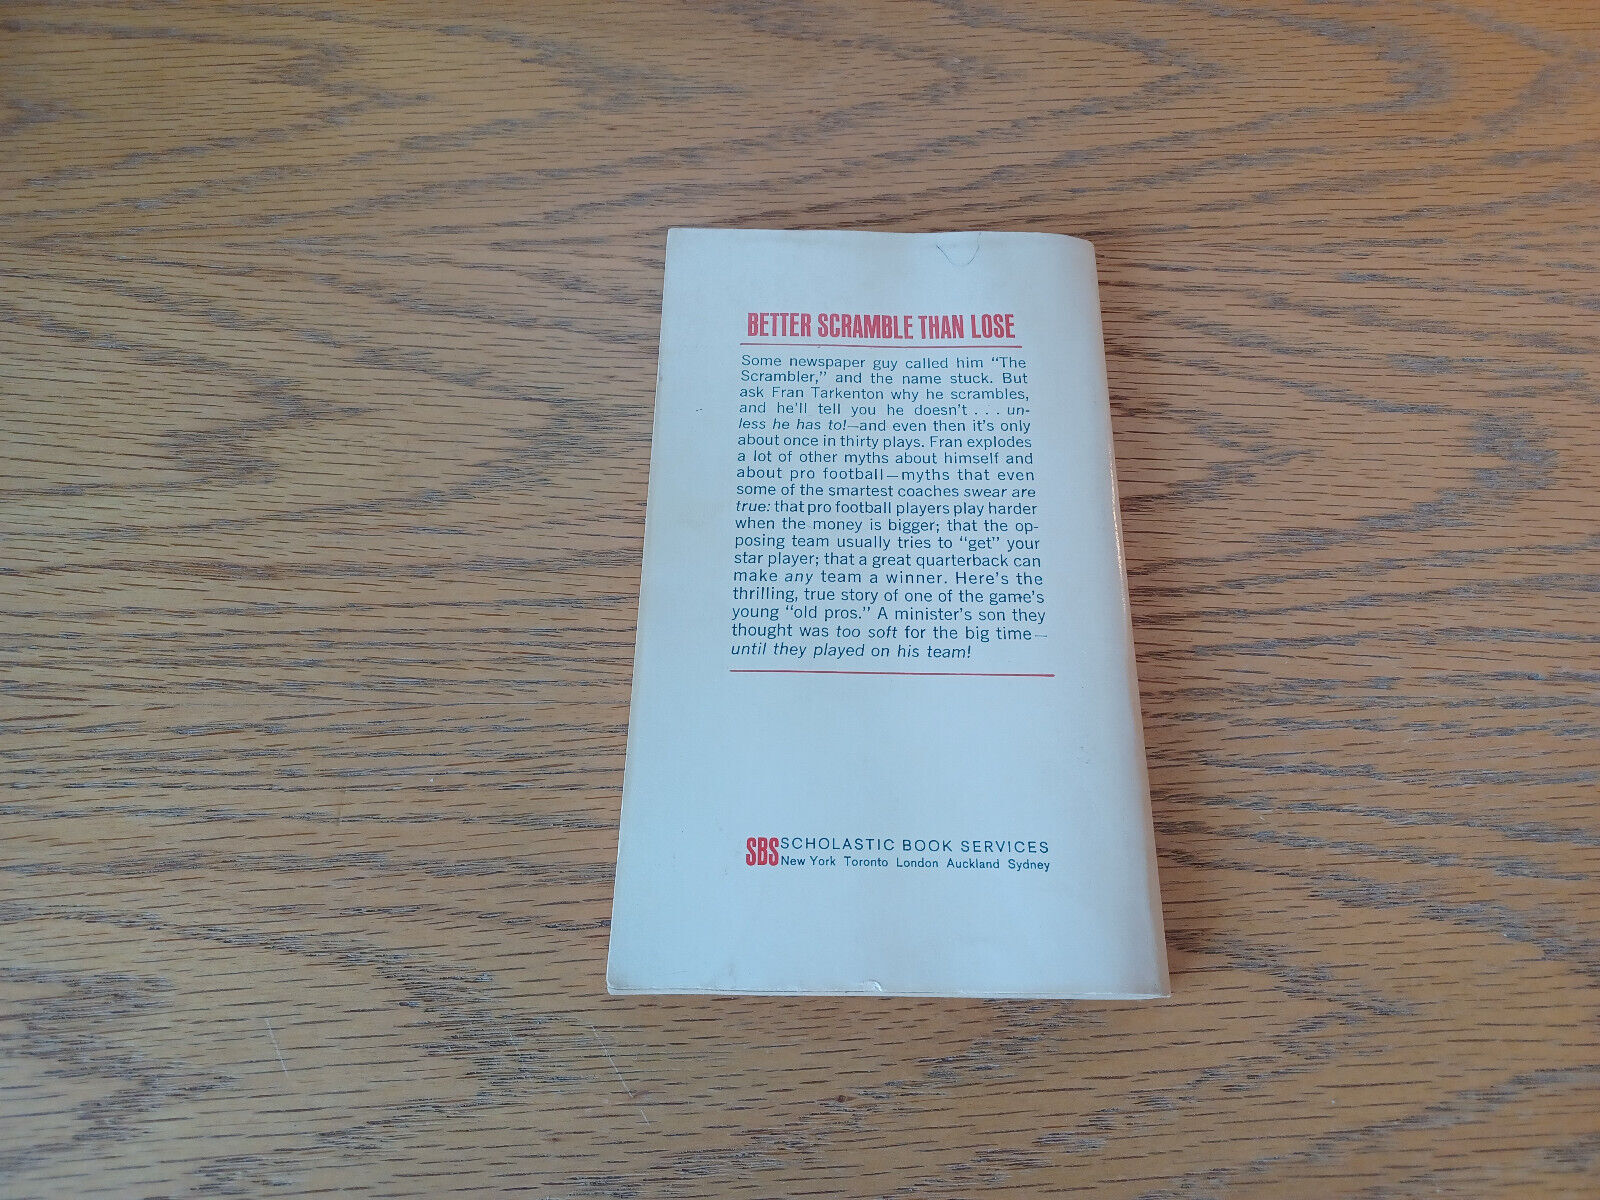 BETTER SCRAMBLE THAN LOSE
Some newspaper guy called him “The
Scrambler,” and the name stuck. But
ask Fran Tarkenton why he scrambles,
and he’ll tell you he doesn’t . . . un-
less he has to!—and even then it’s only
about once in thirty plays. Fran explodes
a lot of other myths about himself and
about pro football—myths that even
some of the smartest coaches swear are
true: that pro football players play harder
when the money is bigger; that the op-
posing team usually tries to “get” your
star player; that a great quarterback can
make any team a winner. Here’s the
thrilling, true story of one of the game’s
young “old pros.” A minister’s son they
thought was too soft for the big time—
until they played on his team!
SBS SCHOLASTIC BOOK SERVICES
New York Toronto London Auckland Sydney